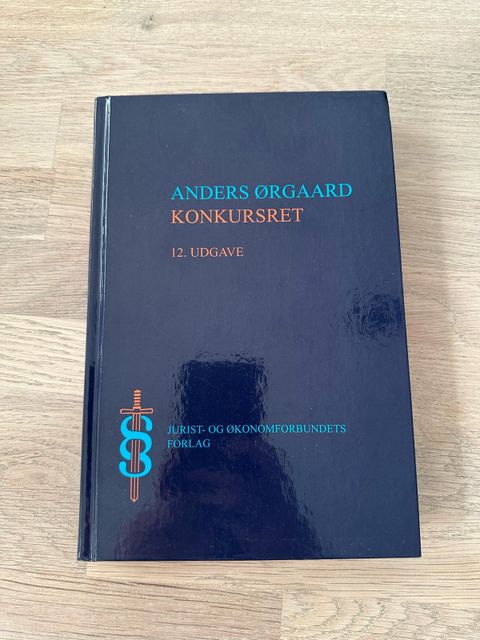 ANDERS ØRGAARD
KONKURSRET
12. UDGAVE
JURIST- OG ØKONOMFORBUNDETS
FORLAG